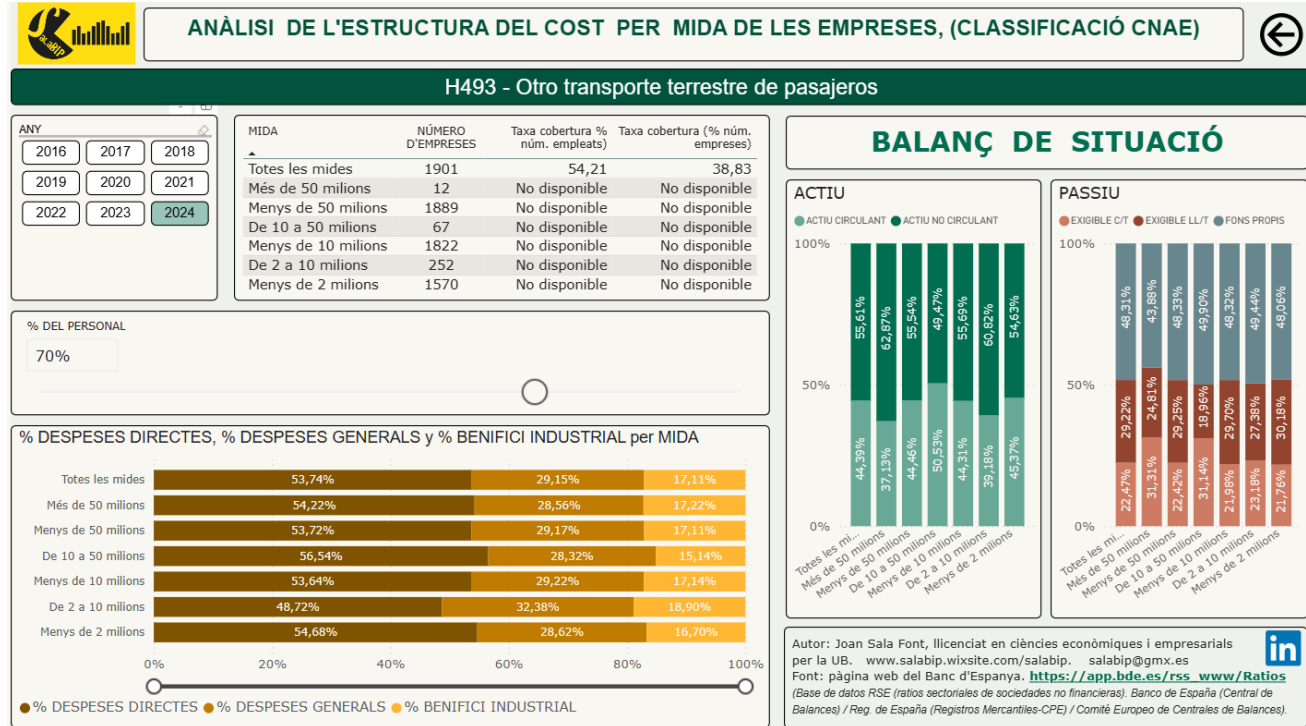 SALABIP
ANÀLISI DE L'ESTRUCTURA DEL COST PER MIDA DE LES EMPRESES, (CLASSIFICACIÓ CNAE)
H493 - Otro transporte terrestre de pasajeros
ANY
2016 2017 2018
2019 2020 2021
2022 2023 2024
MIDA NÚMERO D'EMPRESES Taxa cobertura % núm. empleats) Taxa cobertura (% núm. empreses)
Totes les mides 1901 54,21 38,83
Més de 50 milions 12 No disponible No disponible
Menys de 50 milions 1889 No disponible No disponible
De 10 a 50 milions 67 No disponible No disponible
Menys de 10 milions 1822 No disponible No disponible
De 2 a 10 milions 252 No disponible No disponible
Menys de 2 milions 1570 No disponible No disponible
% DEL PERSONAL
70%
% DESPESES DIRECTES, % DESPESES GENERALS y % BENIFICI INDUSTRIAL per MIDA
0% 20% 40% 60% 80% 100%
Totes les mides 53,74% 29,15% 17,11%
Més de 50 milions 54,22% 28,56% 17,22%
Menys de 50 milions 53,72% 29,17% 17,11%
De 10 a 50 milions 56,54% 28,32% 15,14%
Menys de 10 milions 53,64% 29,22% 17,14%
De 2 a 10 milions 48,72% 32,38% 18,90%
Menys de 2 milions 54,68% 28,62% 16,70%
% DESPESES DIRECTES % DESPESES GENERALS % BENIFICI INDUSTRIAL
BALANÇ DE SITUACIÓ
ACTIU
ACTIU CIRCULANT ACTIU NO CIRCULANT
100%
50%
0%
55,61% 62,87% 55,54% 49,47% 55,69% 60,82% 54,63%
44,39% 37,13% 44,46% 50,53% 44,31% 39,18% 45,37%
Totes les mi... Més de 50 milions Menys de 50 milions De 10 a 50 milions Menys de 10 milions De 2 a 10 milions Menys de 2 milions
PASSIU
EXIGIBLE C/T EXIGIBLE LL/T FONS PROPIS
100%
50%
0%
48,31% 43,88% 48,33% 49,90% 48,32% 49,44% 48,06%
29,22% 24,81% 29,25% 18,96% 29,70% 27,38% 30,18%
22,47% 31,31% 22,42% 31,14% 21,98% 23,18% 21,76%
Totes les mi... Més de 50 milions Menys de 50 milions De 10 a 50 milions Menys de 10 milions De 2 a 10 milions Menys de 2 milions
Autor: Joan Sala Font, llicenciat en ciències econòmiques i empresarials
per la UB. www.salabip.wixsite.com/salabip. salabip@gmx.es
Font: pàgina web del Banc d'Espanya. https://app.bde.es/rss_www/Ratios
(Base de datos RSE (ratios sectoriales de sociedades no financieras). Banco de España (Central de
Balances) / Reg. de España (Registros Mercantiles-CPE) / Comité Europeo de Centrales de Balances).
in